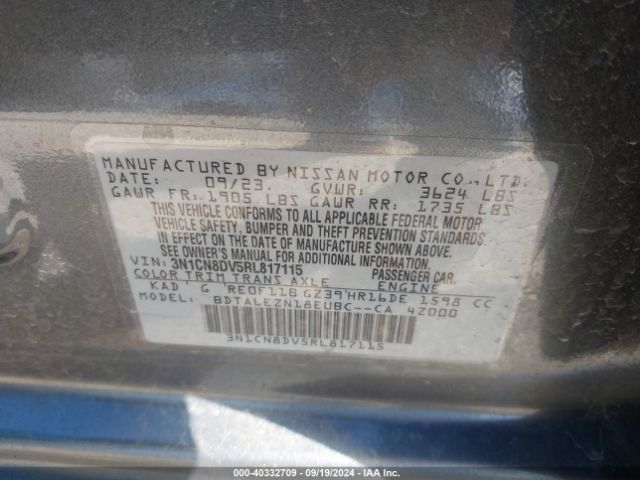 MANUFACTURED BY NISSAN MOTOR CO., LTD.
DATE: 09/23. GVWR: 3624 LBS
GAWR FR: 1905 LBS GAWR RR: 1735 LBS
THIS VEHICLE CONFORMS TO ALL APPLICABLE FEDERAL MOTOR
VEHICLE SAFETY, BUMPER AND THEFT PREVENTION STANDARDS
IN EFFECT ON THE DATE OF MANUFACTURE SHOWN ABOVE.
SEE OWNER'S MANUAL FOR ADDITIONAL INFORMATION
VIN: 3N1CN8DV5RL817115 PASSENGER CAR
COLOR TRIM TRANS AXLE ENGINE
KAD G RE0F11B GZ39 HR16DE 1598 CC
MODEL: BDTALEZN18EUBC--CA 4Z000
3N1CN8DV5RL817115
000-40332709 - 09/19/2024 - IAA Inc.